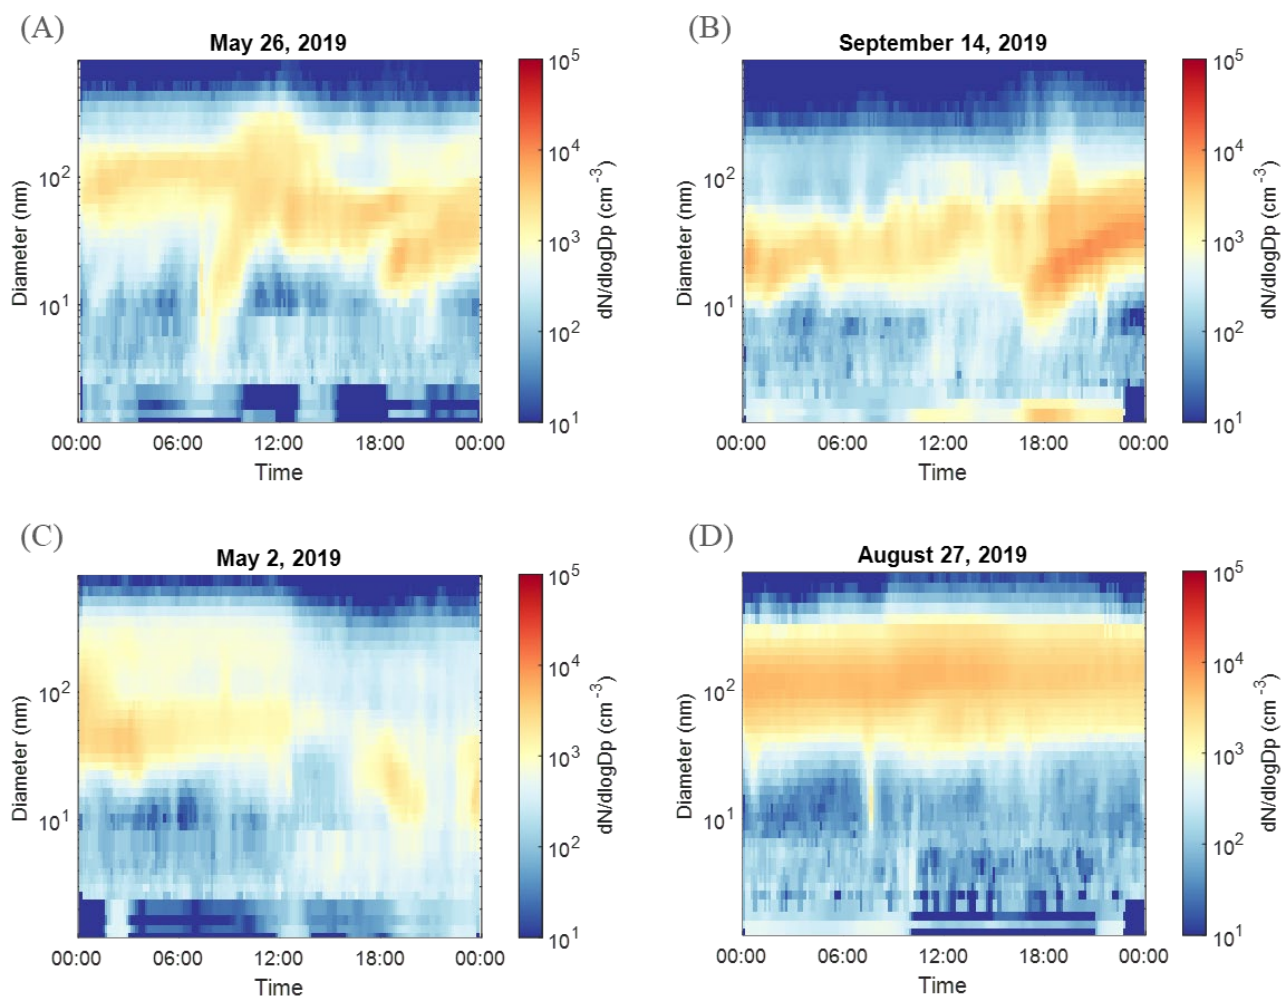 (A)
May 26, 2019
Diameter (nm)
10^2
10^1
00:00 06:00 12:00 18:00 00:00
Time
10^5
10^4
10^3
10^2
10^1
dN/dlogDp (cm^-3)
(B)
September 14, 2019
Diameter (nm)
10^2
10^1
00:00 06:00 12:00 18:00 00:00
Time
10^5
10^4
10^3
10^2
10^1
dN/dlogDp (cm^-3)
(C)
May 2, 2019
Diameter (nm)
10^2
10^1
00:00 06:00 12:00 18:00 00:00
Time
10^5
10^4
10^3
10^2
10^1
dN/dlogDp (cm^-3)
(D)
August 27, 2019
Diameter (nm)
10^2
10^1
00:00 06:00 12:00 18:00 00:00
Time
10^5
10^4
10^3
10^2
10^1
dN/dlogDp (cm^-3)